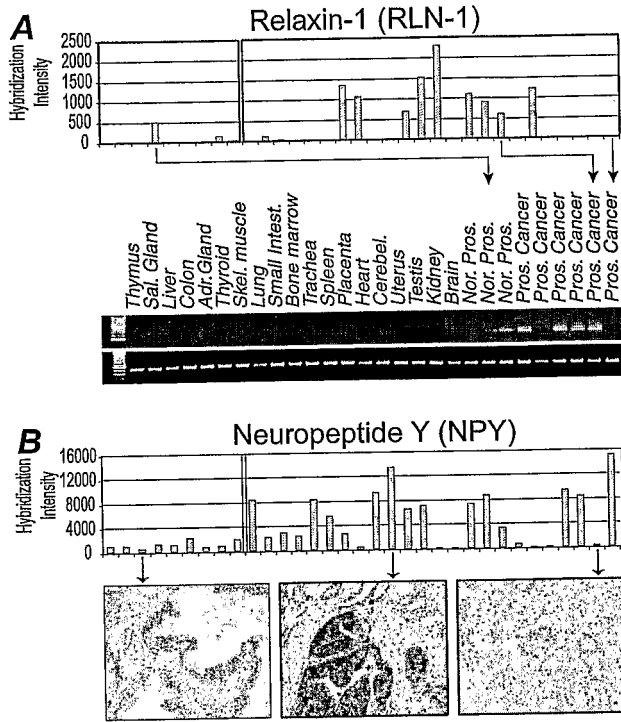 A
Relaxin-1 (RLN-1)
Hybridization
Intensity
2500
2000
1500
1000
500
0
Thymus
Sal. Gland
Liver
Colon
Adr.Gland
Thyroid
Skel. muscle
Lung
Small Intest.
Bone marrow
Trachea
Spleen
Placenta
Heart
Cerebel.
Uterus
Testis
Kidney
Brain
Nor. Pros.
Nor. Pros.
Nor. Pros.
Pros. Cancer
Pros. Cancer
Pros. Cancer
Pros. Cancer
Pros. Cancer
Pros. Cancer
B
Neuropeptide Y (NPY)
Hybridization
Intensity
16000
12000
8000
4000
0